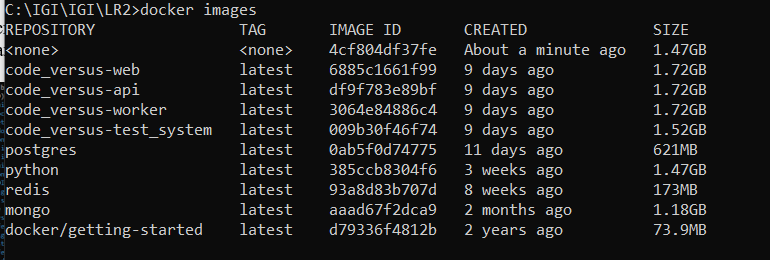 C:\IGI\IGI\LR2>docker images
REPOSITORY TAG IMAGE ID CREATED SIZE
<none> <none> 4cf804df37fe About a minute ago 1.47GB
code_versus-web latest 6885c1661f99 9 days ago 1.72GB
code_versus-api latest df9f783e89bf 9 days ago 1.72GB
code_versus-worker latest 3064e84886c4 9 days ago 1.72GB
code_versus-test_system latest 009b30f46f74 9 days ago 1.52GB
postgres latest 0ab5f0d74775 11 days ago 621MB
python latest 385ccb8304f6 3 weeks ago 1.47GB
redis latest 93a8d83b707d 8 weeks ago 173MB
mongo latest aaad67f2dca9 2 months ago 1.18GB
docker/getting-started latest d79336f4812b 2 years ago 73.9MB